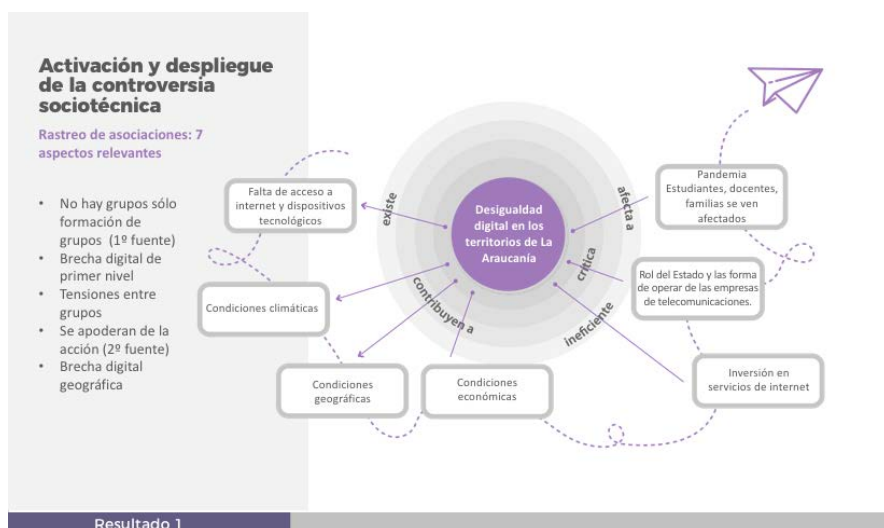 Activación y despliegue
de la controversia
sociotécnica
Rastreo de asociaciones: 7
aspectos relevantes
• No hay grupos sólo
formación de
grupos (1º fuente)
• Brecha digital de
primer nivel
• Tensiones entre
grupos
• Se apoderan de la
acción (2º fuente)
• Brecha digital
geográfica
Falta de acceso a
internet y dispositivos
tecnológicos
Condiciones climáticas
Condiciones
geográficas
Condiciones
económicas
existe
contribuyen a
Desigualdad
digital en los
territorios de La
Araucanía
afecta a
critica
ineficiente
Pandemia
Estudiantes, docentes,
familias se ven
afectados
Rol del Estado y las forma
de operar de las empresas
de telecomunicaciones.
Inversión en
servicios de internet
Resultado 1